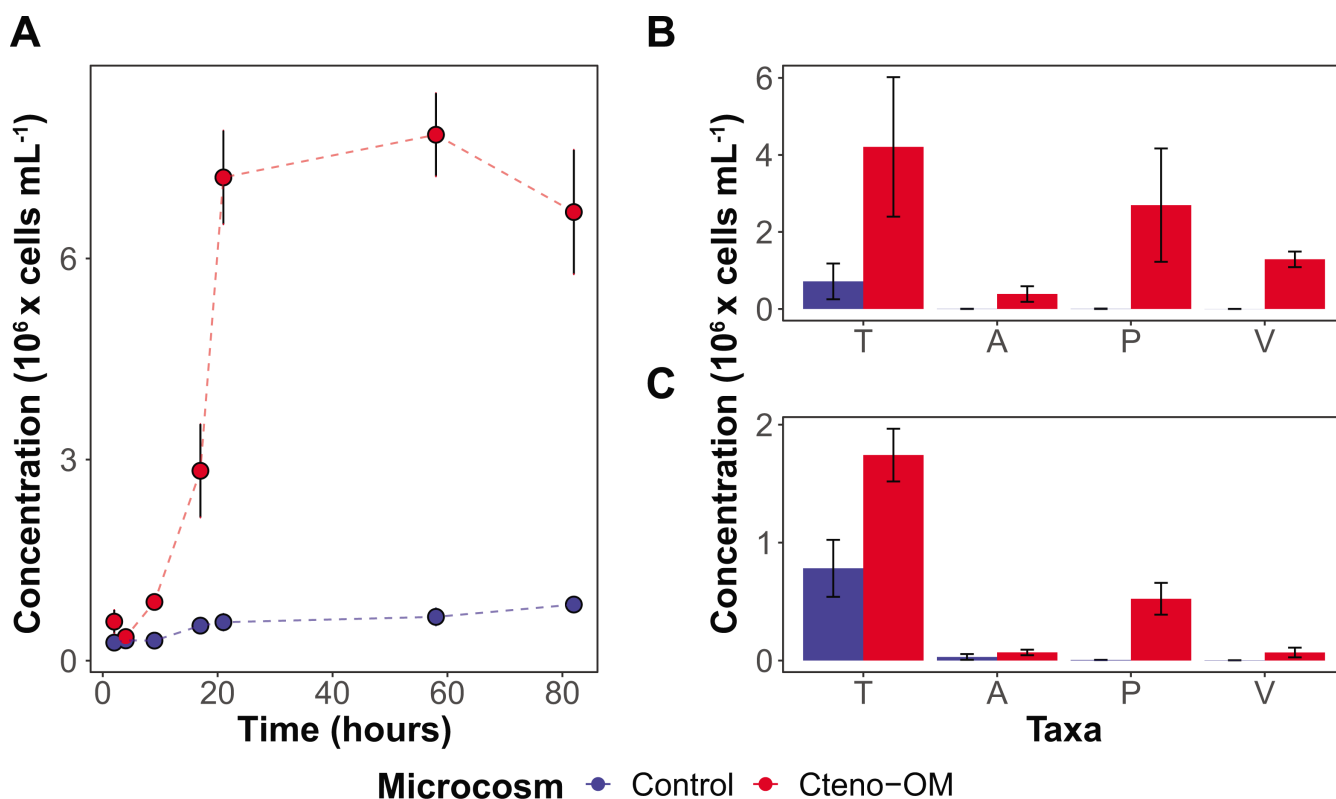 A
Concentration (10⁶ x cells mL⁻¹)
6
3
0
0 20 40 60 80
Time (hours)
B
Concentration (10⁶ x cells mL⁻¹)
6
4
2
0
T A P V
C
2
1
0
T A P V
Taxa
Microcosm Control Cteno−OM